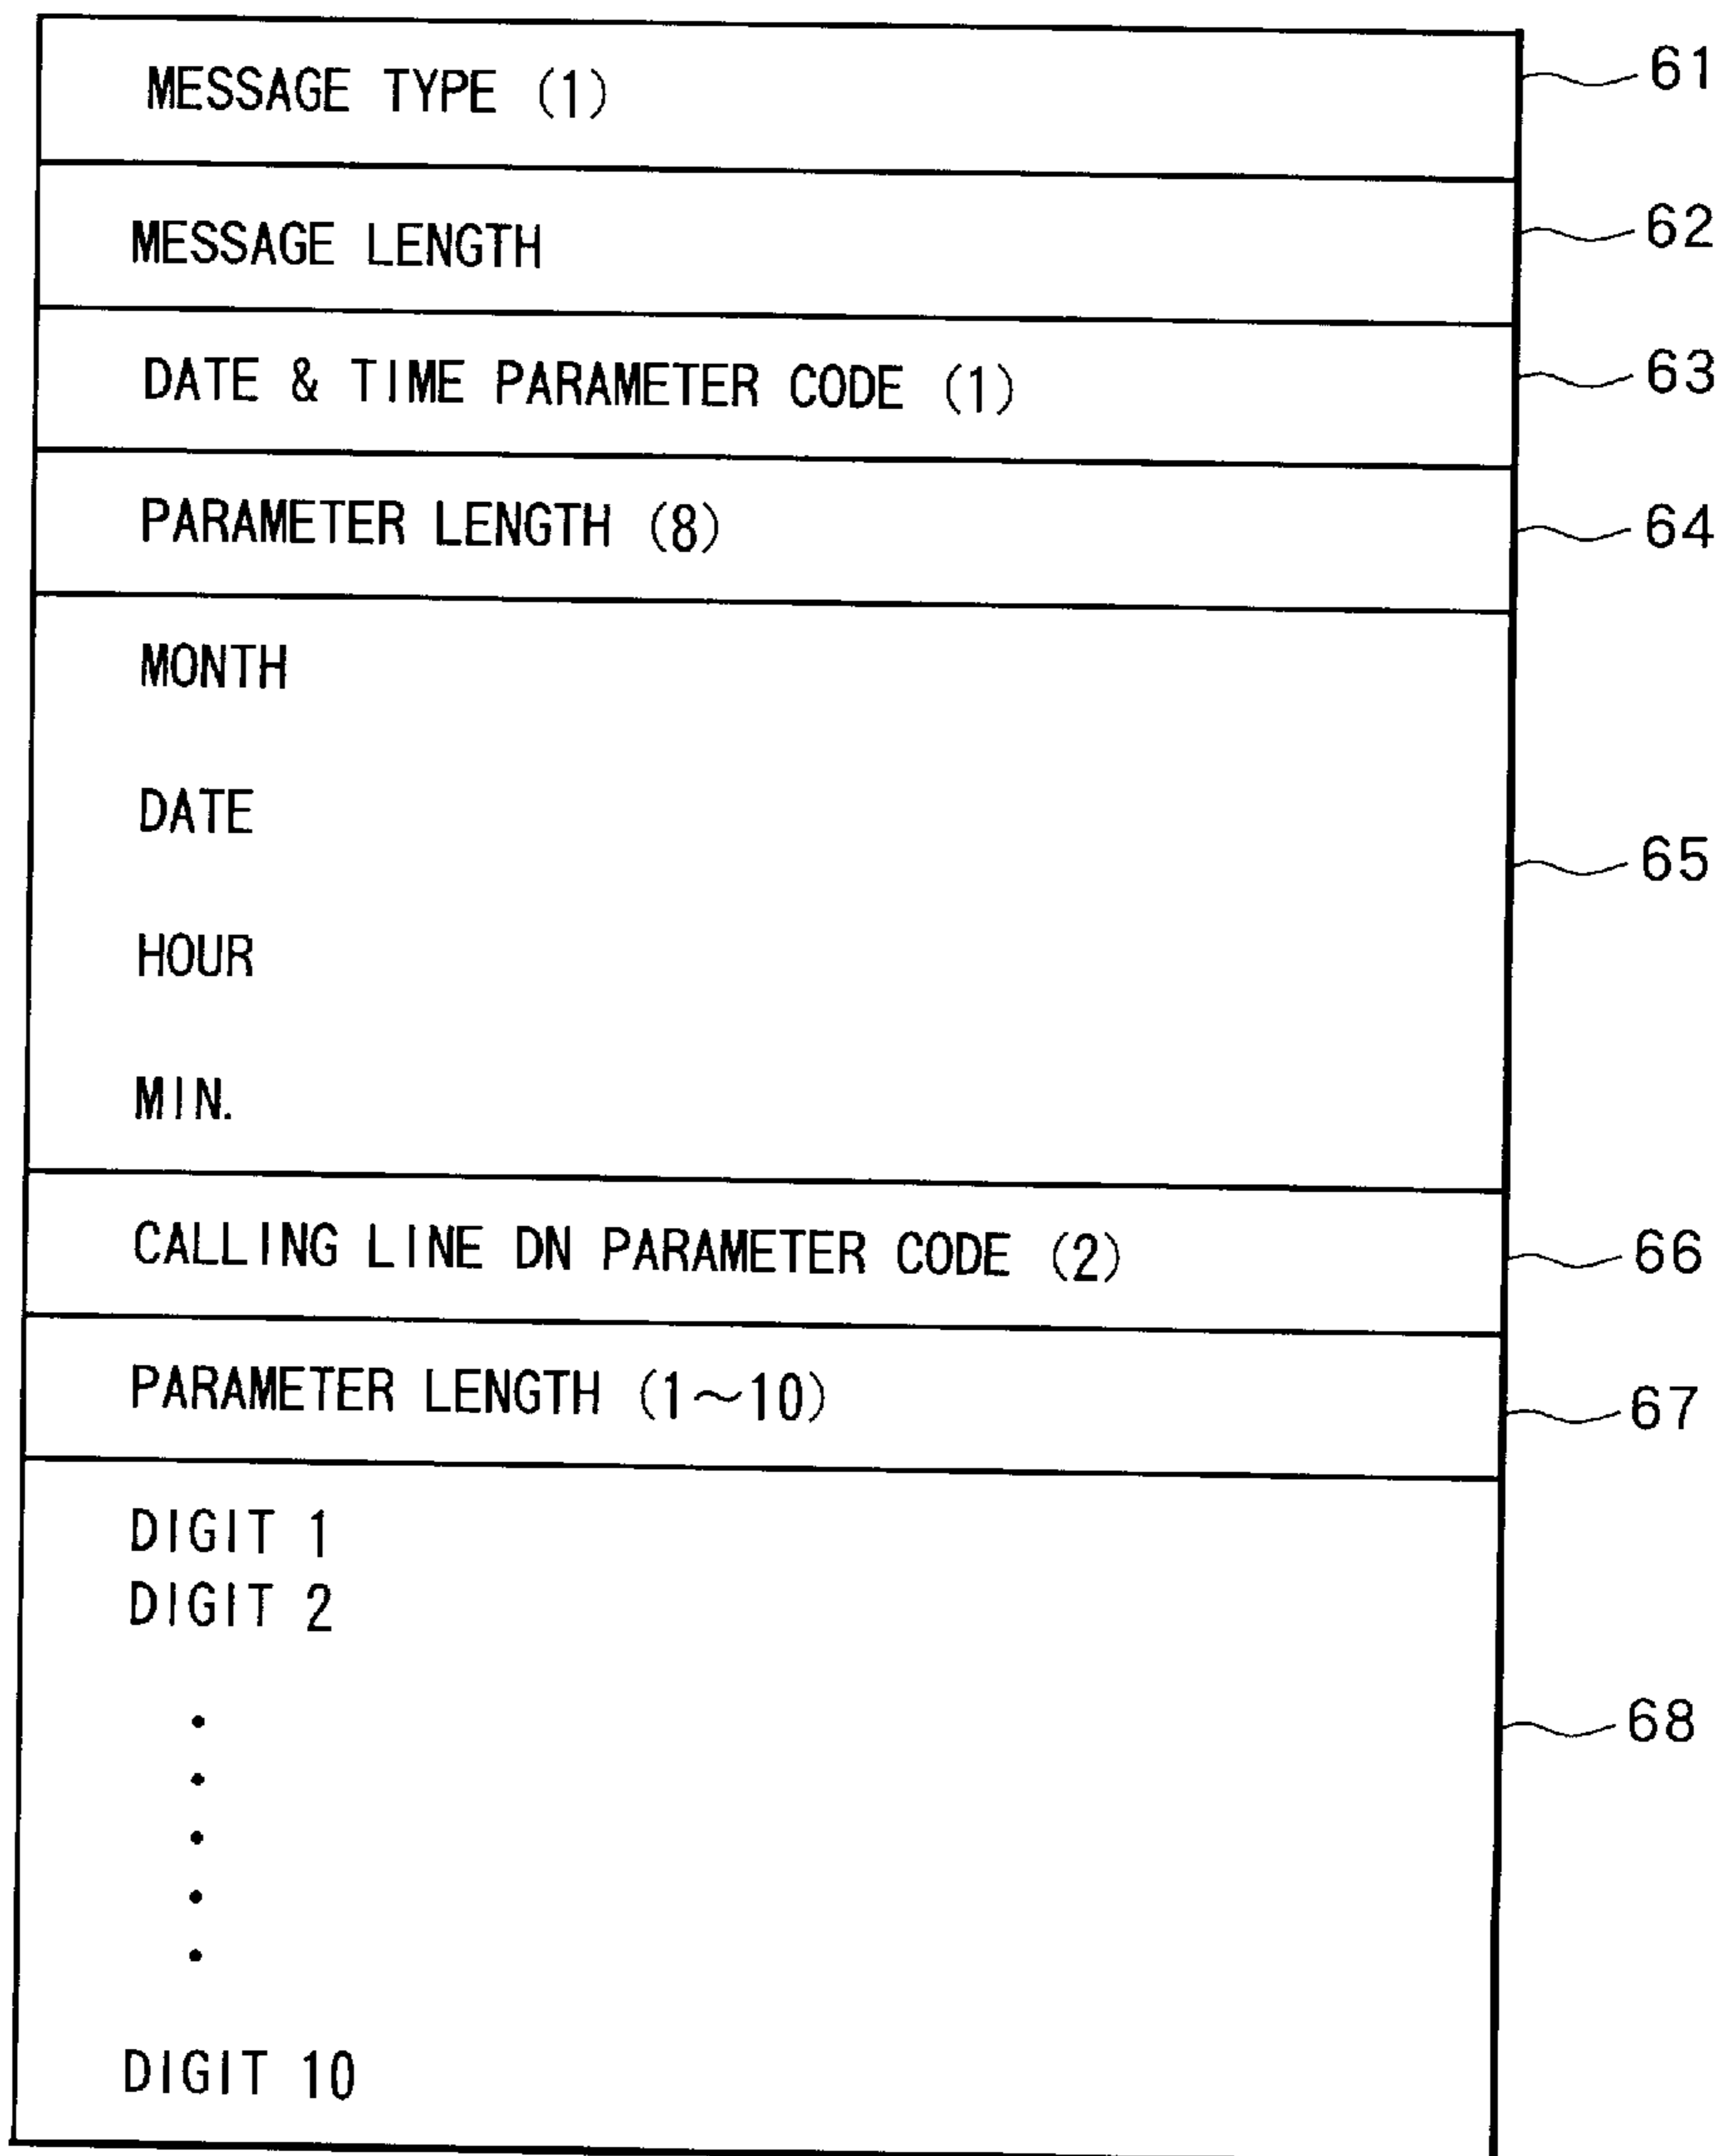 MESSAGE TYPE (1) 61
MESSAGE LENGTH 62
DATE & TIME PARAMETER CODE (1) 63
PARAMETER LENGTH (8) 64
MONTH
DATE
65
HOUR
MIN.
CALLING LINE DN PARAMETER CODE (2) 66
PARAMETER LENGTH (1~10) 67
DIGIT 1
DIGIT 2
68
DIGIT 10